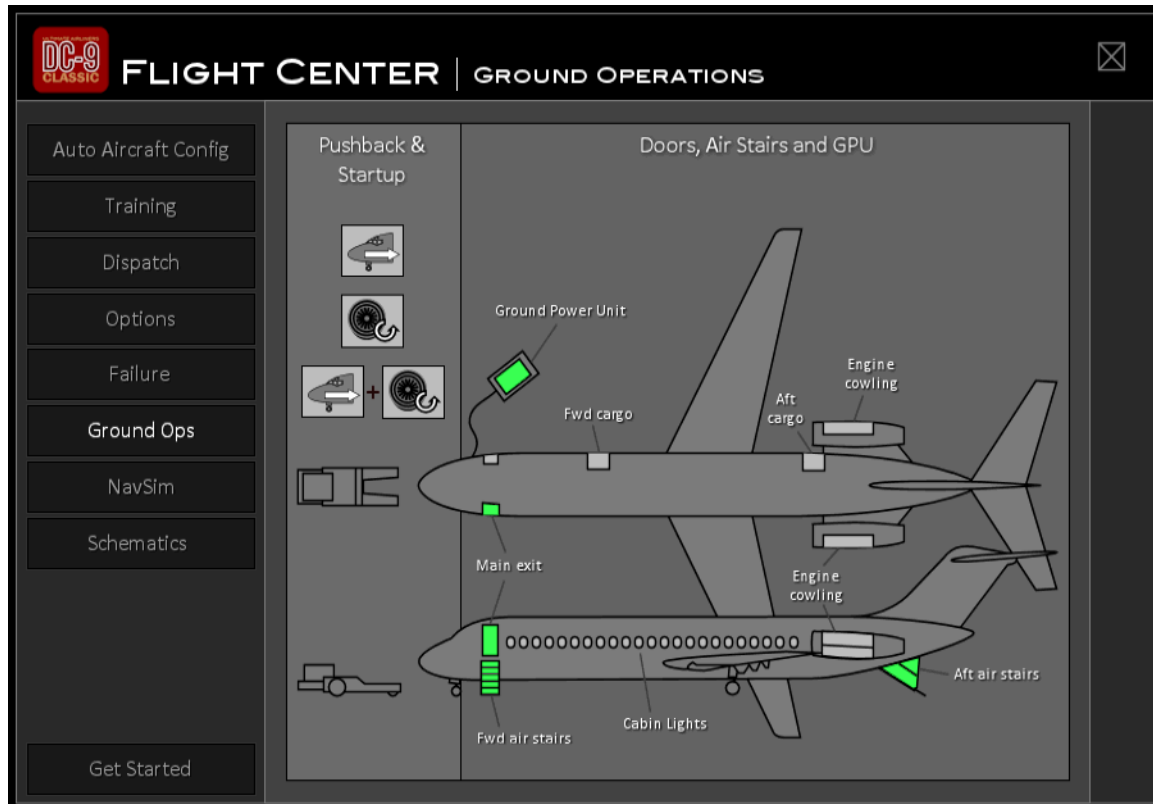 ULTIMATE AIRLINERS
DC-9
CLASSIC
FLIGHT CENTER | GROUND OPERATIONS
Auto Aircraft Config
Training
Dispatch
Options
Failure
Ground Ops
NavSim
Schematics
Get Started
Pushback &
Startup
+
Doors, Air Stairs and GPU
Ground Power Unit
Engine
cowling
Fwd cargo
Aft
cargo
Main exit
Engine
cowling
Aft air stairs
Cabin Lights
Fwd air stairs